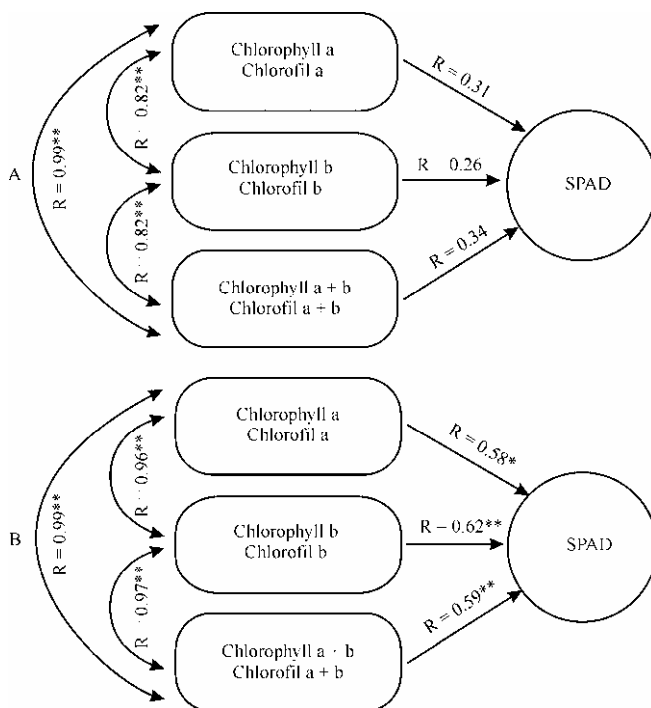 Chlorophyll a
Chlorofil a
R = 0.31
R = 0.82**
R = 0.99**
A
Chlorophyll b
Chlorofil b
R = 0.26
SPAD
R = 0.82**
Chlorophyll a + b
Chlorofil a + b
R = 0.34
Chlorophyll a
Chlorofil a
R = 0.58*
R = 0.96**
R = 0.99**
B
Chlorophyll b
Chlorofil b
R = 0.62**
SPAD
R = 0.97**
Chlorophyll a + b
Chlorofil a + b
R = 0.59**